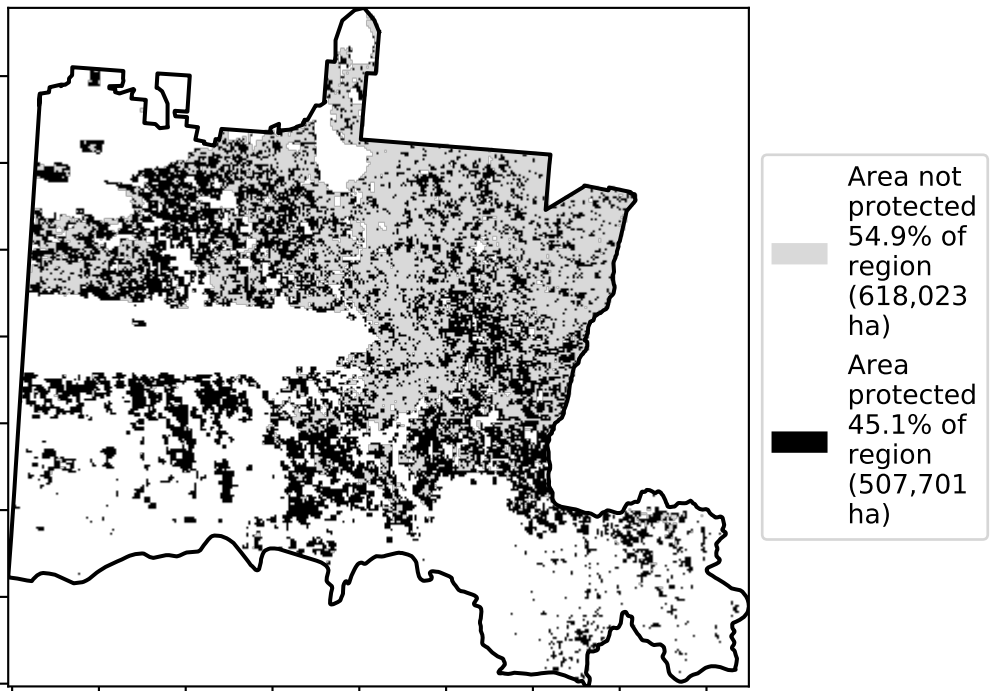 Area not
protected
54.9% of
region
(618,023
ha)
Area
protected
45.1% of
region
(507,701
ha)